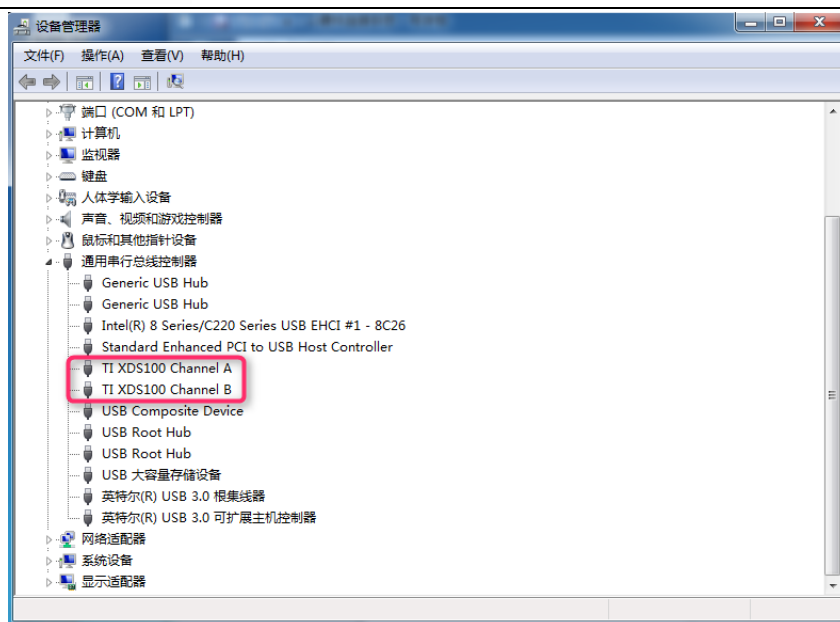 设备管理器
文件(F) 操作(A) 查看(V) 帮助(H)
端口 (COM 和 LPT)
计算机
监视器
键盘
人体学输入设备
声音、视频和游戏控制器
鼠标和其他指针设备
通用串行总线控制器
Generic USB Hub
Generic USB Hub
Intel(R) 8 Series/C220 Series USB EHCI #1 - 8C26
Standard Enhanced PCI to USB Host Controller
TI XDS100 Channel A
TI XDS100 Channel B
USB Composite Device
USB Root Hub
USB Root Hub
USB 大容量存储设备
英特尔(R) USB 3.0 根集线器
英特尔(R) USB 3.0 可扩展主机控制器
网络适配器
系统设备
显示适配器